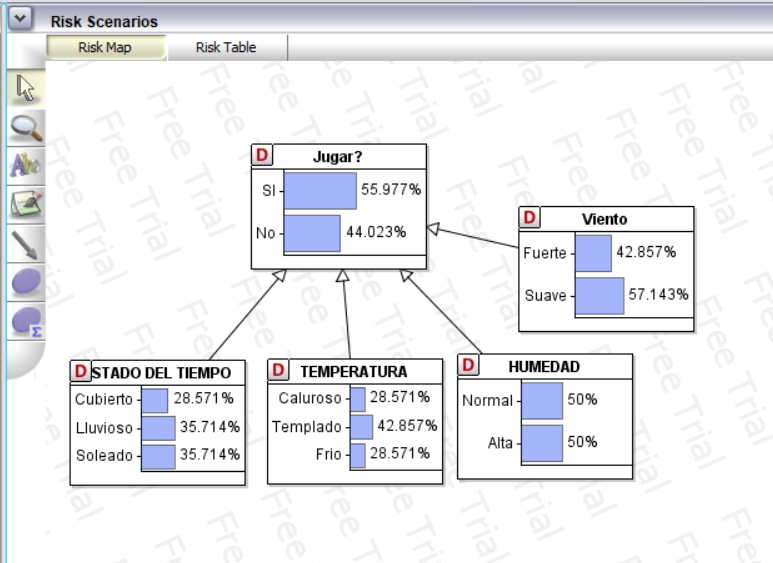 Risk Scenarios
Risk Map Risk Table
D Jugar?
SI 55.977%
No 44.023%
D Viento
Fuerte 42.857%
Suave 57.143%
D STADO DEL TIEMPO
Cubierto 28.571%
Lluvioso 35.714%
Soleado 35.714%
D TEMPERATURA
Caluroso 28.571%
Templado 42.857%
Frio 28.571%
D HUMEDAD
Normal 50%
Alta 50%
Abc
Σ
Free Trial